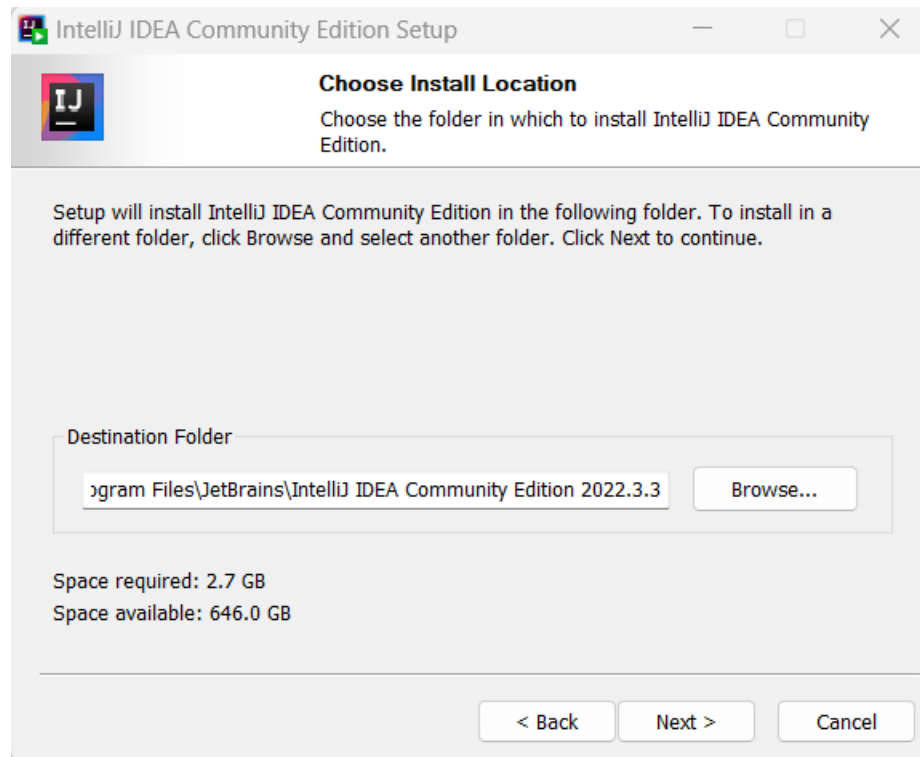 IntelliJ IDEA Community Edition Setup
IJ
Choose Install Location
Choose the folder in which to install IntelliJ IDEA Community
Edition.
Setup will install IntelliJ IDEA Community Edition in the following folder. To install in a
different folder, click Browse and select another folder. Click Next to continue.
Destination Folder
ogram Files\JetBrains\IntelliJ IDEA Community Edition 2022.3.3
Browse...
Space required: 2.7 GB
Space available: 646.0 GB
< Back
Next >
Cancel